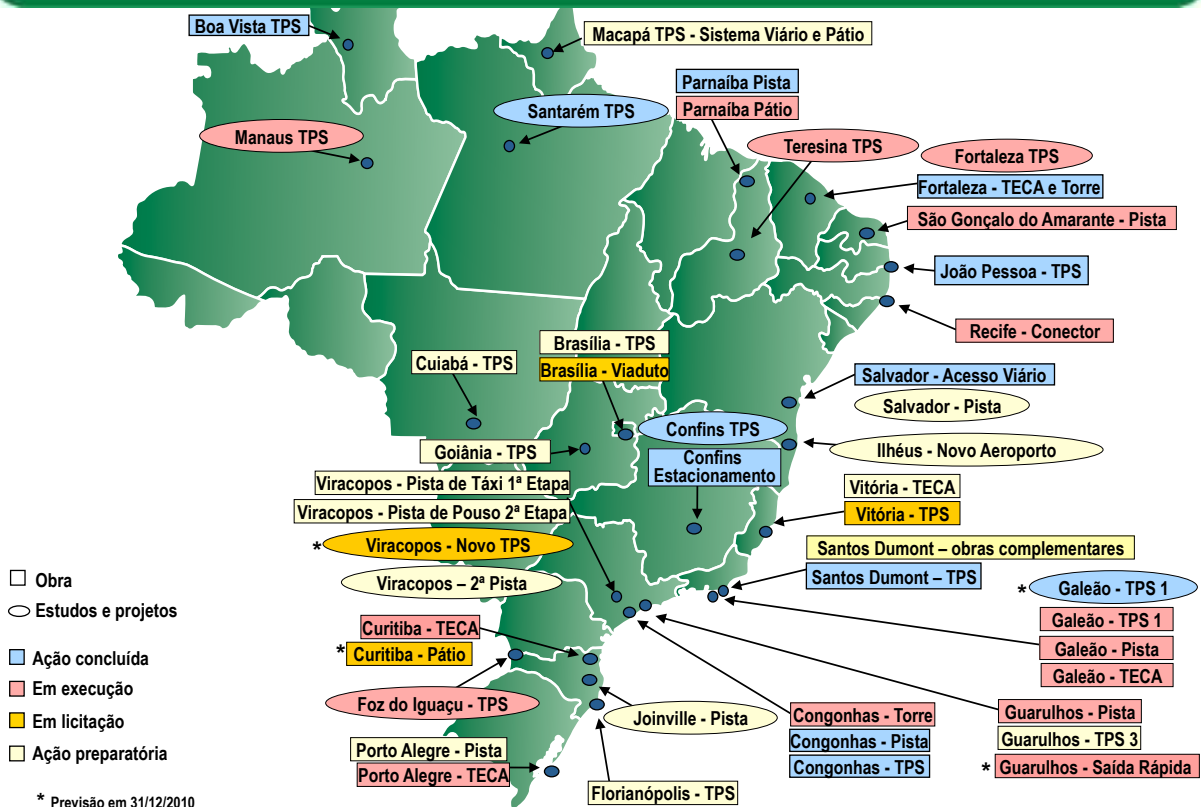 Boa Vista TPS
Macapá TPS - Sistema Viário e Pátio
Parnaíba Pista
Parnaíba Pátio
Santarém TPS
Manaus TPS
Teresina TPS
Fortaleza TPS
Fortaleza - TECA e Torre
São Gonçalo do Amarante - Pista
João Pessoa - TPS
Recife - Conector
Brasília - TPS
Brasília - Viaduto
Cuiabá - TPS
Salvador - Acesso Viário
Salvador - Pista
Confins TPS
Confins
Estacionamento
Ilhéus - Novo Aeroporto
Goiânia - TPS
Viracopos - Pista de Táxi 1ª Etapa
Viracopos - Pista de Pouso 2ª Etapa
* Viracopos - Novo TPS
Viracopos – 2ª Pista
Vitória - TECA
Vitória - TPS
Santos Dumont – obras complementares
Santos Dumont – TPS
* Galeão - TPS 1
Galeão - TPS 1
Galeão - Pista
Galeão - TECA
Curitiba - TECA
* Curitiba - Pátio
Foz do Iguaçu - TPS
Joinville - Pista
Congonhas - Torre
Congonhas - Pista
Congonhas - TPS
Guarulhos - Pista
Guarulhos - TPS 3
* Guarulhos - Saída Rápida
Porto Alegre - Pista
Porto Alegre - TECA
Florianópolis - TPS
Obra
Estudos e projetos
Ação concluída
Em execução
Em licitação
Ação preparatória
* Previsão em 31/12/2010